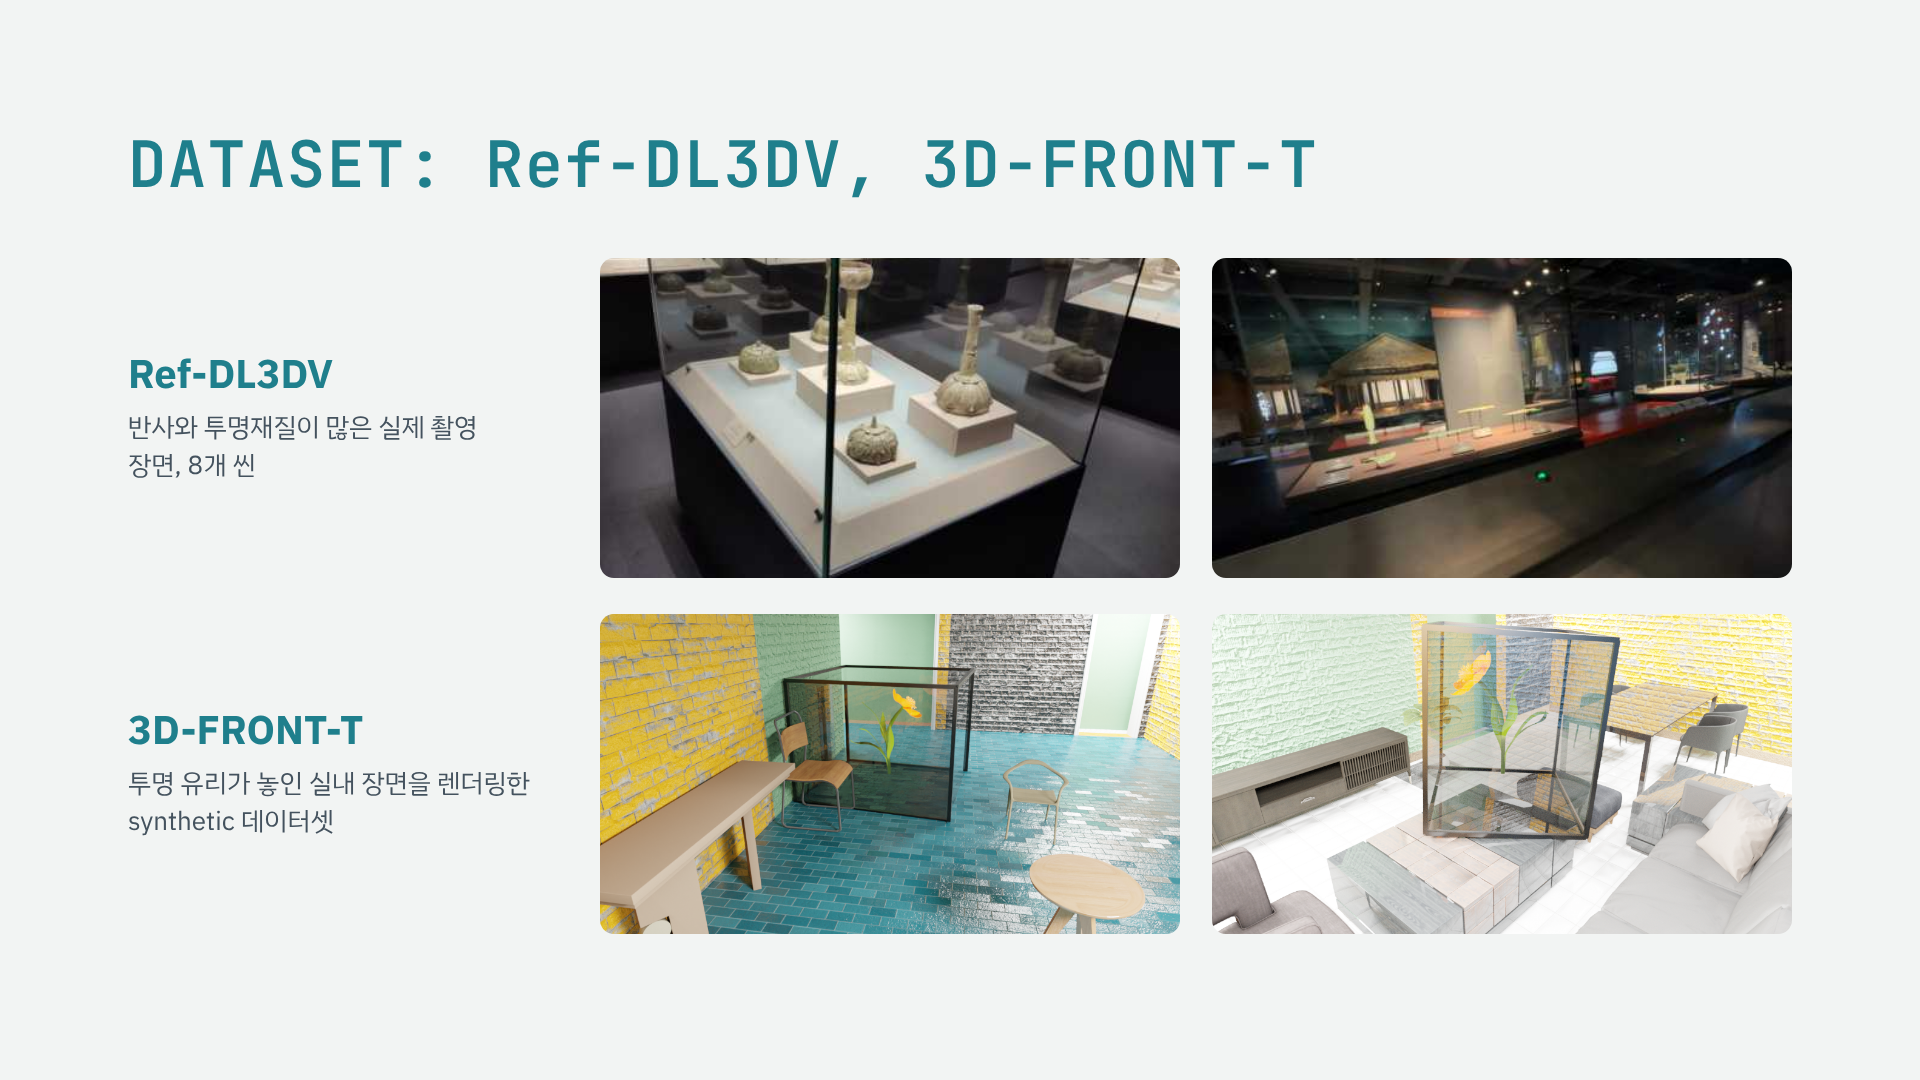 DATASET: Ref-DL3DV, 3D-FRONT-T
Ref-DL3DV
반사와 투명재질이 많은 실제 촬영
장면, 8개 씬
3D-FRONT-T
투명 유리가 놓인 실내 장면을 렌더링한
synthetic 데이터셋